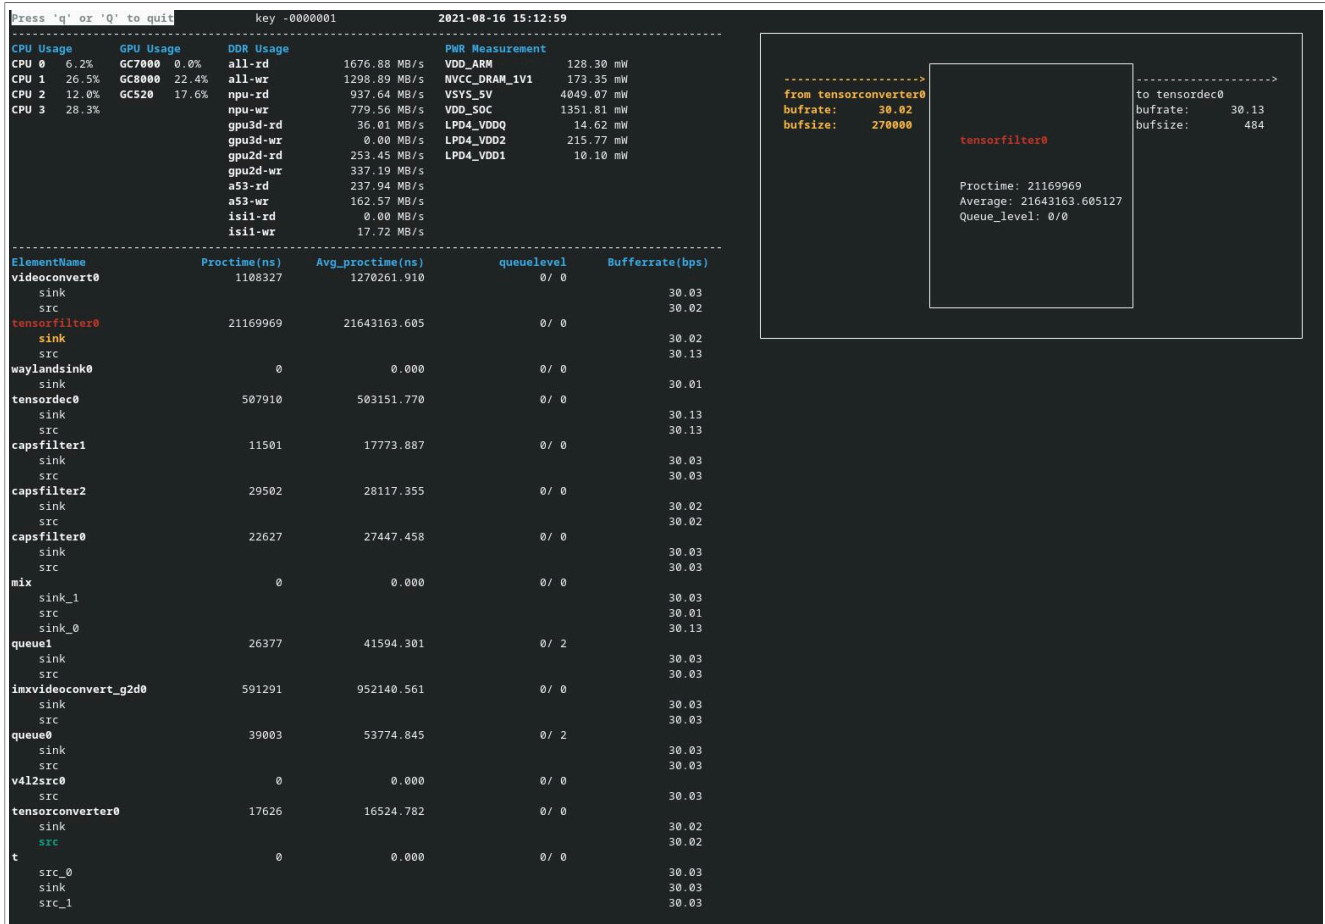 Press 'q' or 'Q' to quit key -0000001 2021-08-16 15:12:59
--------------------------------------------------------------------------------
CPU Usage GPU Usage DDR Usage PWR Measurement
CPU 0 6.2% GC7000 0.0% all-rd 1676.88 MB/s VDD_ARM 128.30 mW
CPU 1 26.5% GC8000 22.4% all-wr 1298.89 MB/s NVCC_DRAM_1V1 173.35 mW
CPU 2 12.0% GC520 17.6% npu-rd 937.64 MB/s VSYS_5V 4049.07 mW
CPU 3 28.3% npu-wr 779.56 MB/s VDD_SOC 1351.81 mW
gpu3d-rd 36.01 MB/s LPD4_VDDQ 14.62 mW
gpu3d-wr 0.00 MB/s LPD4_VDD2 215.77 mW
gpu2d-rd 253.45 MB/s LPD4_VDD1 10.10 mW
gpu2d-wr 337.19 MB/s
a53-rd 237.94 MB/s
a53-wr 162.57 MB/s
isi1-rd 0.00 MB/s
isi1-wr 17.72 MB/s
--------------------------------------------------------------------------------
ElementName Proctime(ns) Avg_proctime(ns) queuelevel Bufferrate(bps)
videoconvert0 1108327 1270261.910 0/ 0
sink 30.03
src 30.02
tensorfilter0 21169969 21643163.605 0/ 0
sink 30.02
src 30.13
waylandsink0 0 0.000 0/ 0
sink 30.01
tensordec0 507910 503151.770 0/ 0
sink 30.13
src 30.13
capsfilter1 11501 17773.887 0/ 0
sink 30.03
src 30.03
capsfilter2 29502 28117.355 0/ 0
sink 30.02
src 30.02
capsfilter0 22627 27447.458 0/ 0
sink 30.03
src 30.03
mix 0 0.000 0/ 0
sink_1 30.03
src 30.01
sink_0 30.13
queue1 26377 41594.301 0/ 2
sink 30.03
src 30.03
imxvideoconvert_g2d0 591291 952140.561 0/ 0
sink 30.03
src 30.03
queue0 39003 53774.845 0/ 2
sink 30.03
src 30.03
v4l2src0 0 0.000 0/ 0
src 30.03
tensorconverter0 17626 16524.782 0/ 0
sink 30.02
src 30.02
t 0 0.000 0/ 0
src_0 30.03
sink 30.03
src_1 30.03
-------------------->
from tensorconverter0
bufrate: 30.02
bufsize: 270000
tensorfilter0
Proctime: 21169969
Average: 21643163.605127
Queue_level: 0/0
-------------------->
to tensordec0
bufrate: 30.13
bufsize: 484